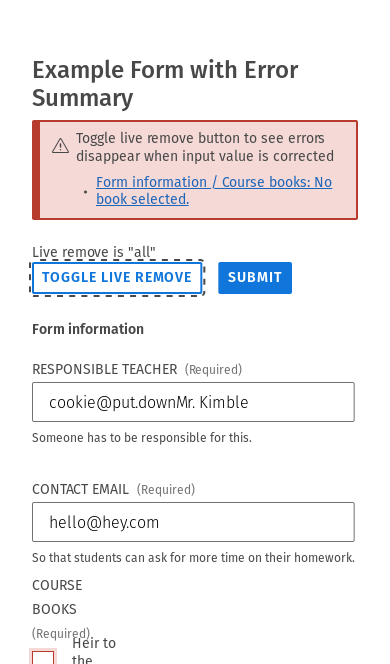 Example Form with Error
Summary
Toggle live remove button to see errors
disappear when input value is corrected
• Form information / Course books: No
book selected.
Live remove is "all"
TOGGLE LIVE REMOVE SUBMIT
Form information
RESPONSIBLE TEACHER (Required)
cookie@put.downMr. Kimble
Someone has to be responsible for this.
CONTACT EMAIL (Required)
hello@hey.com
So that students can ask for more time on their homework.
COURSE
BOOKS
(Required)
Heir to
the